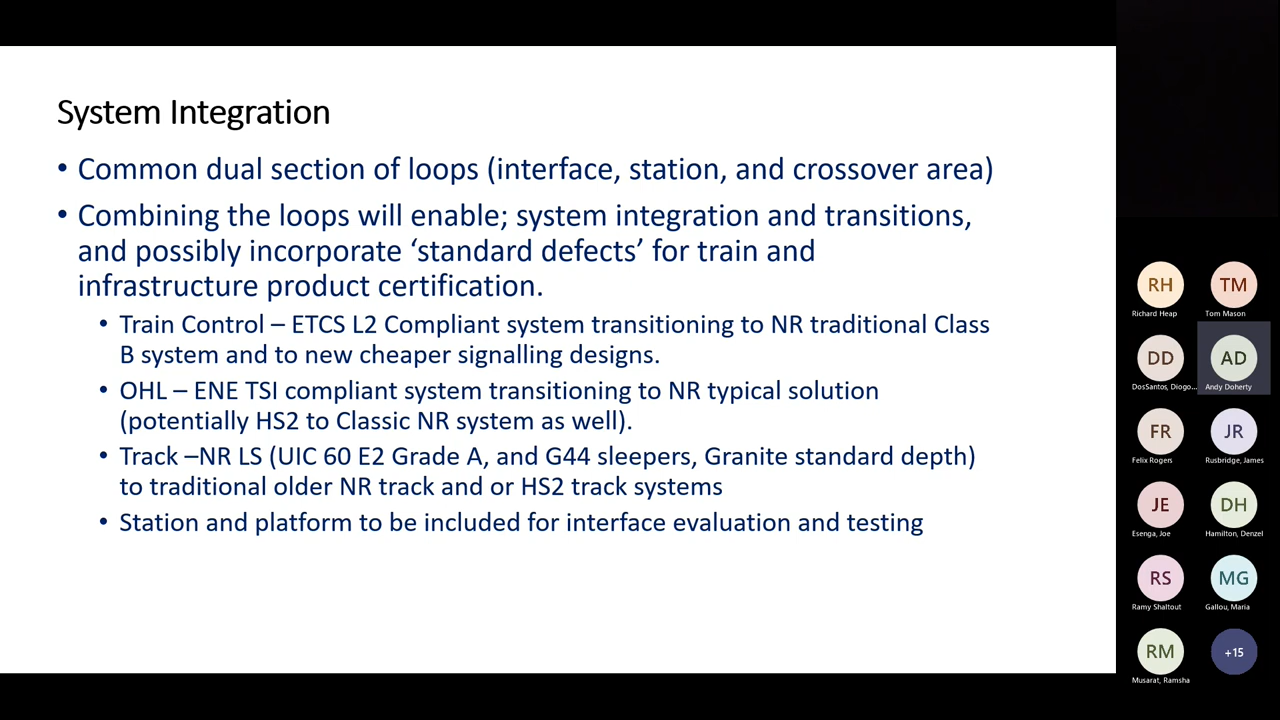 System Integration
• Common dual section of loops (interface, station, and crossover area)
• Combining the loops will enable; system integration and transitions,
and possibly incorporate ‘standard defects’ for train and
infrastructure product certification.
• Train Control – ETCS L2 Compliant system transitioning to NR traditional Class
B system and to new cheaper signalling designs.
• OHL – ENE TSI compliant system transitioning to NR typical solution
(potentially HS2 to Classic NR system as well).
• Track –NR LS (UIC 60 E2 Grade A, and G44 sleepers, Granite standard depth)
to traditional older NR track and or HS2 track systems
• Station and platform to be included for interface evaluation and testing
RH
TM
Richard Heap
Tom Mason
DD
AD
DosSantos, Diogo...
Andy Doherty
FR
JR
Felix Rogers
Rusbridge, James
JE
DH
Esenga, Joe
Hamilton, Denzel
RS
MG
Ramy Shaltout
Gallou, Maria
RM
+15
Musarat, Ramsha